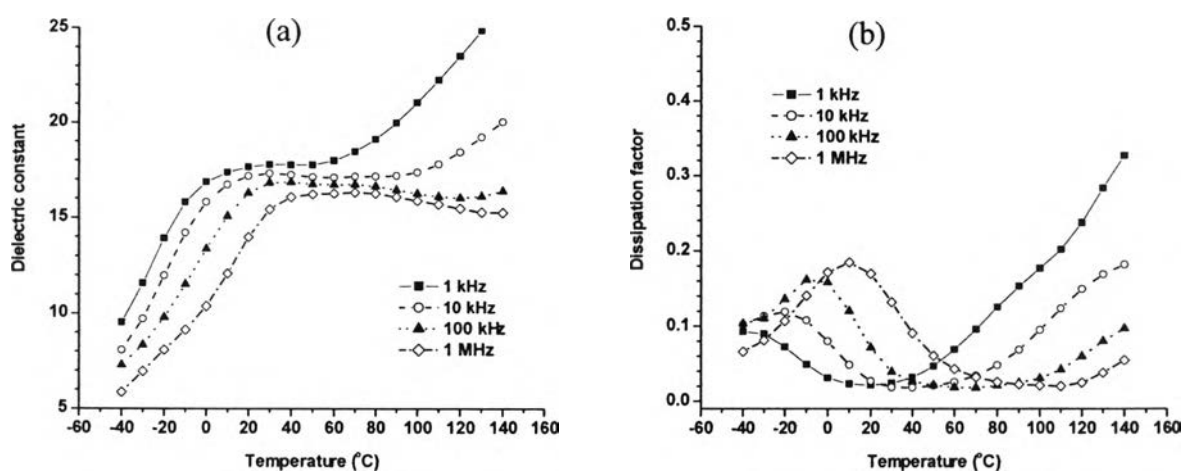 (a)
25
20
15
10
5
Dielectric constant
1 kHz
10 kHz
100 kHz
1 MHz
-60 -40 -20 0 20 40 60 80 100 120 140 160
Temperature (°C)
(b)
0.5
0.4
0.3
0.2
0.1
0.0
Dissipation factor
1 kHz
10 kHz
100 kHz
1 MHz
-60 -40 -20 0 20 40 60 80 100 120 140 160
Temperature (°C)